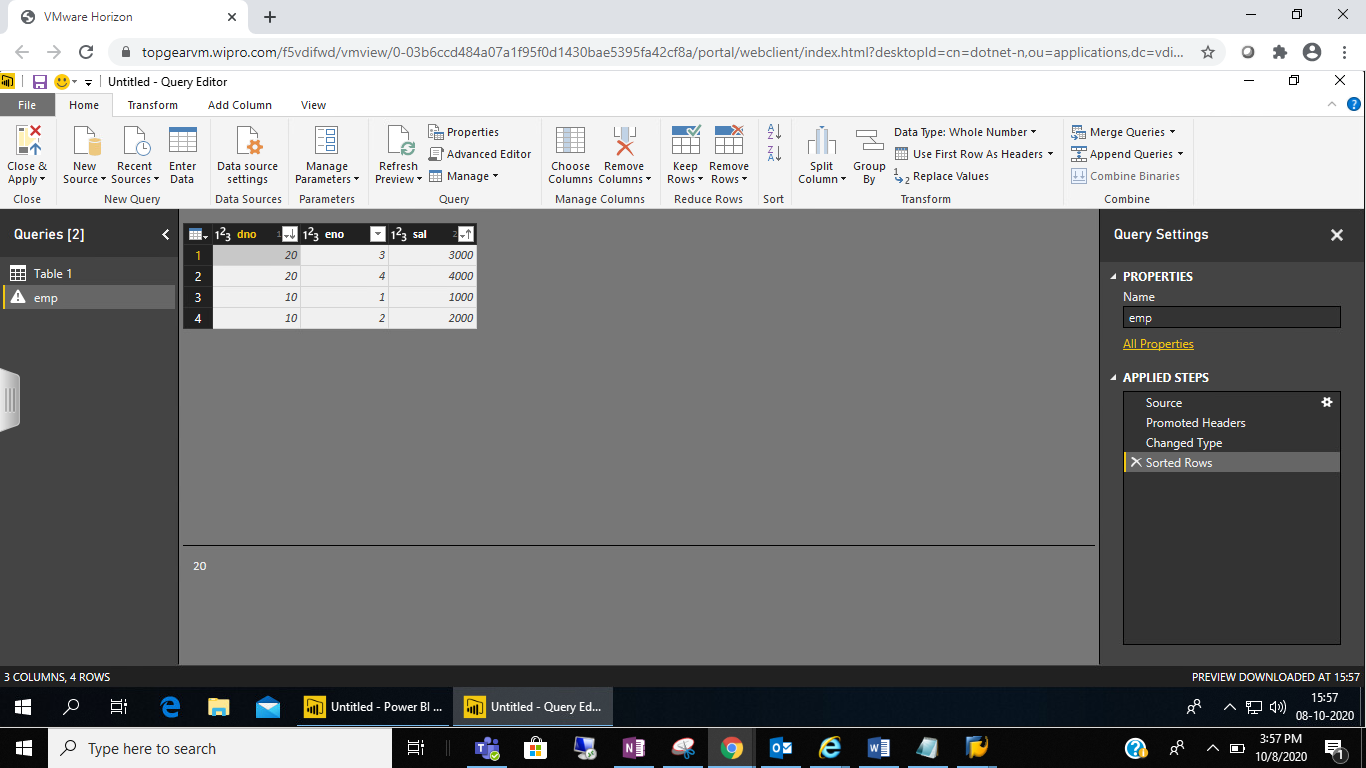 VMware Horizon
topgearvm.wipro.com/f5vdifwd/vmview/0-03b6ccd484a07a1f95f0d1430bae5395fa42cf8a/portal/webclient/index.html?desktopId=cn=dotnet-n,ou=applications,dc=vdi...
Untitled - Query Editor
File Home Transform Add Column View
Close & Apply
New Source
Recent Sources
Enter Data
Data source settings
Manage Parameters
Refresh Preview
Properties
Advanced Editor
Manage
Choose Columns
Remove Columns
Keep Rows
Remove Rows
Split Column
Group By
Data Type: Whole Number
Use First Row As Headers
Replace Values
Merge Queries
Append Queries
Combine Binaries
Close New Query Data Sources Parameters Query Manage Columns Reduce Rows Sort Transform Combine
Queries [2]
Table 1
emp
123 dno 1 123 eno 123 sal 2
1 20 3 3000
2 20 4 4000
3 10 1 1000
4 10 2 2000
20
Query Settings
PROPERTIES
Name
emp
All Properties
APPLIED STEPS
Source
Promoted Headers
Changed Type
Sorted Rows
3 COLUMNS, 4 ROWS PREVIEW DOWNLOADED AT 15:57
Untitled - Power BI ... Untitled - Query Ed... 15:57
08-10-2020
Type here to search 3:57 PM
10/8/2020